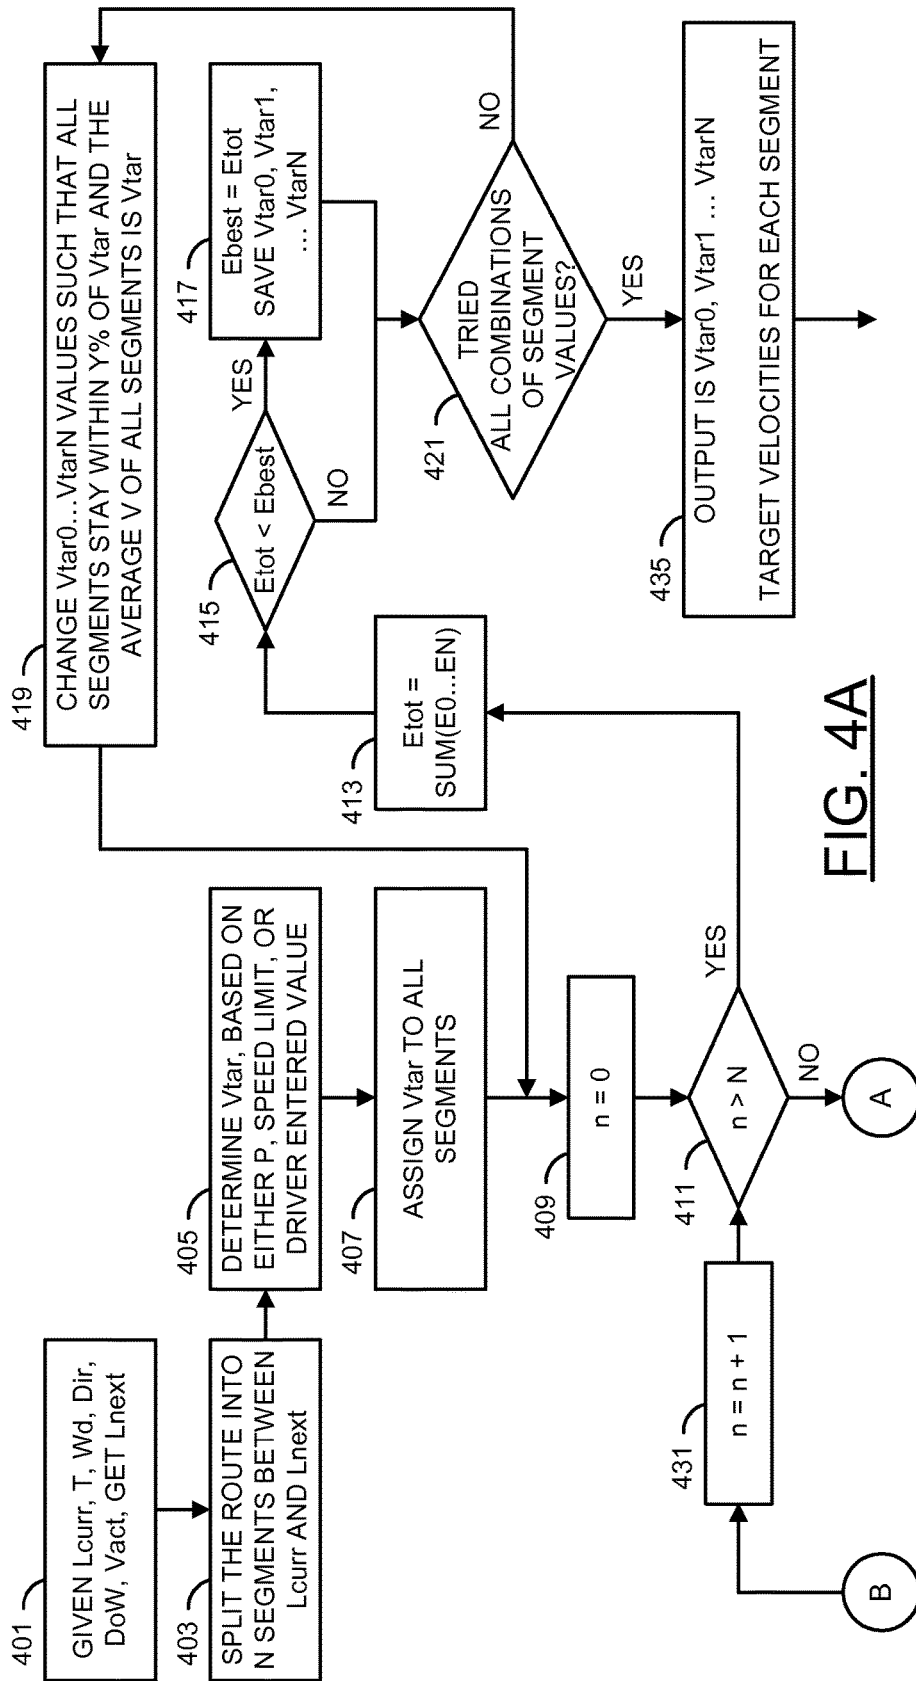 401
GIVEN Lcurr, T, Wd, Dir,
DoW, Vact, GET Lnext
403
SPLIT THE ROUTE INTO
N SEGMENTS BETWEEN
Lcurr AND Lnext
405
DETERMINE Vtar, BASED ON
EITHER P, SPEED LIMIT, OR
DRIVER ENTERED VALUE
407
ASSIGN Vtar TO ALL
SEGMENTS
409
n = 0
411
n > N
YES
NO
A
B
431
n = n + 1
413
Etot =
SUM(E0...EN)
415
Etot < Ebest
YES
NO
417
Ebest = Etot
SAVE Vtar0, Vtar1,
... VtarN
419
CHANGE Vtar0...VtarN VALUES SUCH THAT ALL
SEGMENTS STAY WITHIN Y% OF Vtar AND THE
AVERAGE V OF ALL SEGMENTS IS Vtar
421
TRIED
ALL COMBINATIONS
OF SEGMENT
VALUES?
NO
YES
435
OUTPUT IS Vtar0, Vtar1 ... VtarN
TARGET VELOCITIES FOR EACH SEGMENT
FIG. 4A